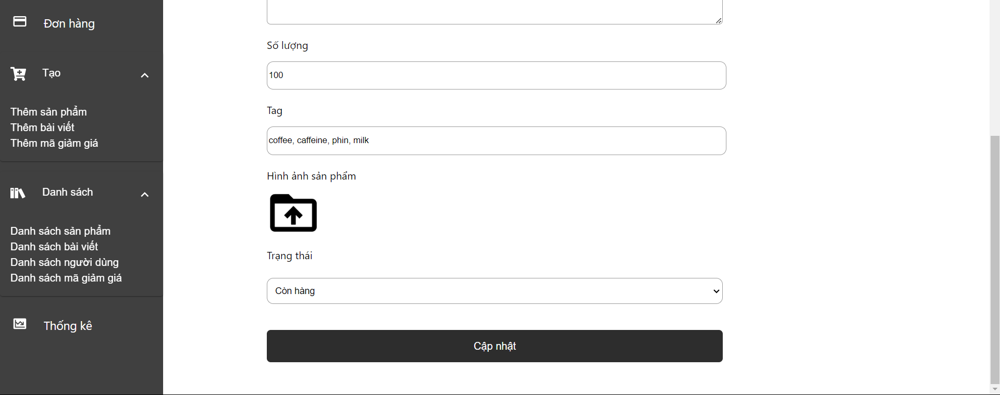 Đơn hàng
Tạo
Thêm sản phẩm
Thêm bài viết
Thêm mã giảm giá
Danh sách
Danh sách sản phẩm
Danh sách bài viết
Danh sách người dùng
Danh sách mã giảm giá
Thống kê
Số lượng
100
Tag
coffee, caffeine, phin, milk
Hình ảnh sản phẩm
Trạng thái
Còn hàng
Cập nhật